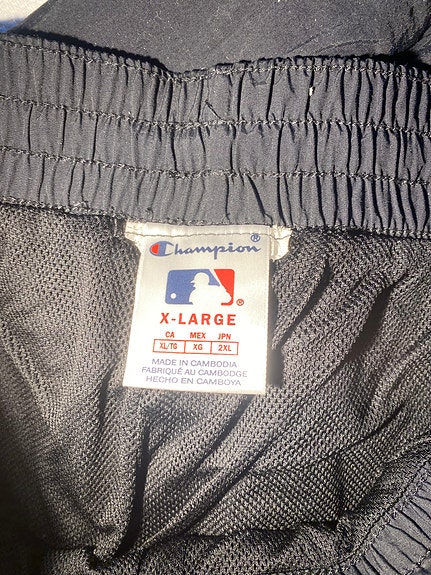 Champion®
®
X-LARGE
CA MEX JPN
XL/TG XG 2XL
MADE IN CAMBODIA
FABRIQUÉ AU CAMBODGE
HECHO EN CAMBOYA